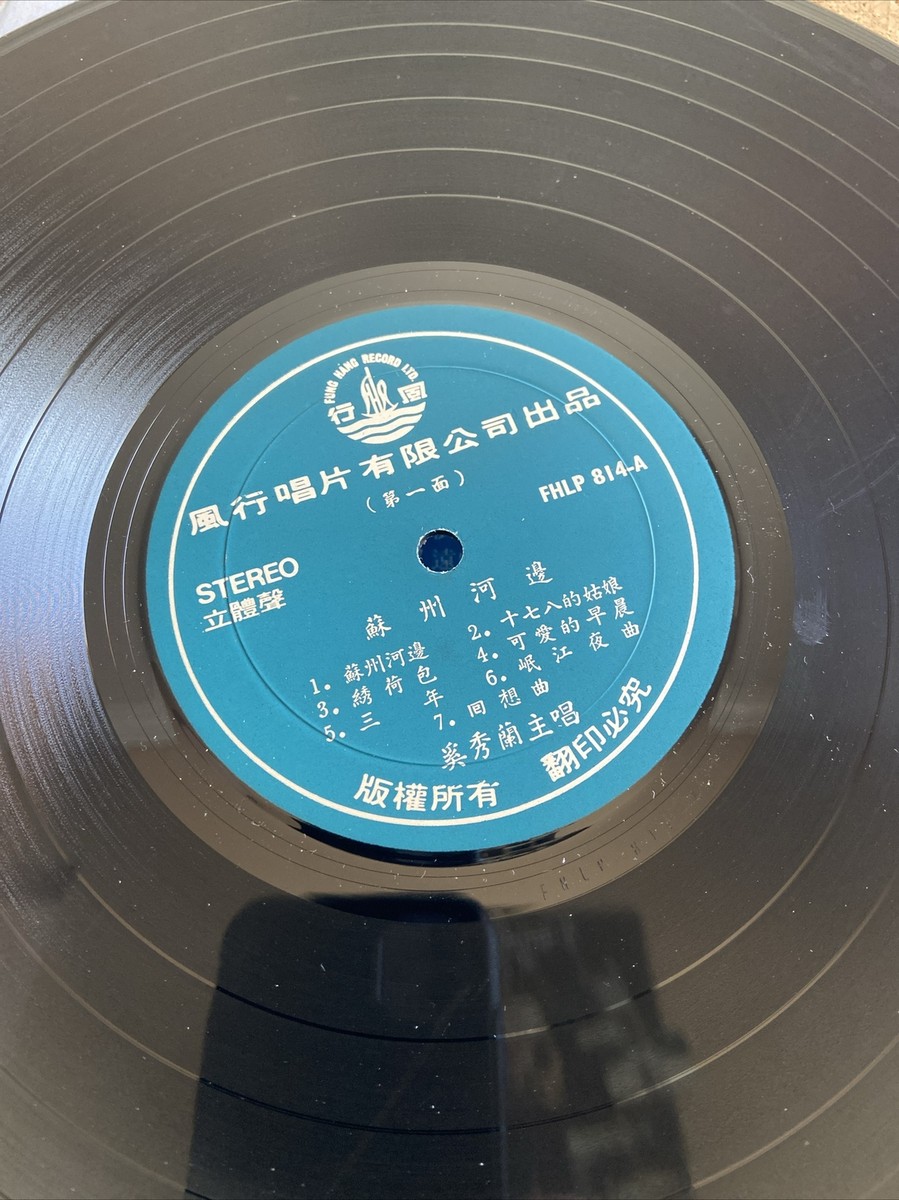 FUNG HANG RECORD LTD.
行風
風行唱片有限公司出品
(第一面)
FHLP 814-A
STEREO
立體聲
蘇州河邊
1. 蘇州河邊 2. 十七八的姑娘
3. 綉荷包 4. 可愛的早晨
5. 三年 6. 岷江夜曲
7. 回想曲
奚秀蘭主唱
版權所有 翻印必究
FHLP